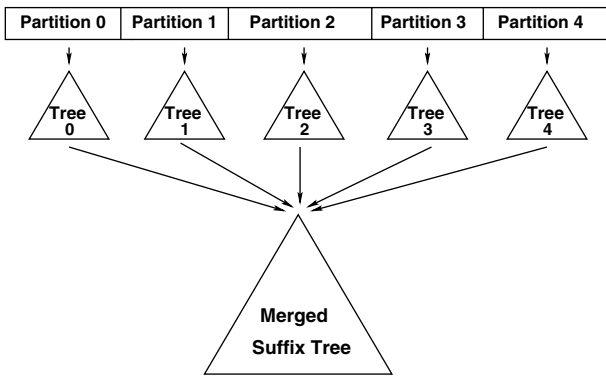 Partition 0 Partition 1 Partition 2 Partition 3 Partition 4
Tree Tree Tree Tree Tree
0 1 2 3 4
Merged
Suffix Tree